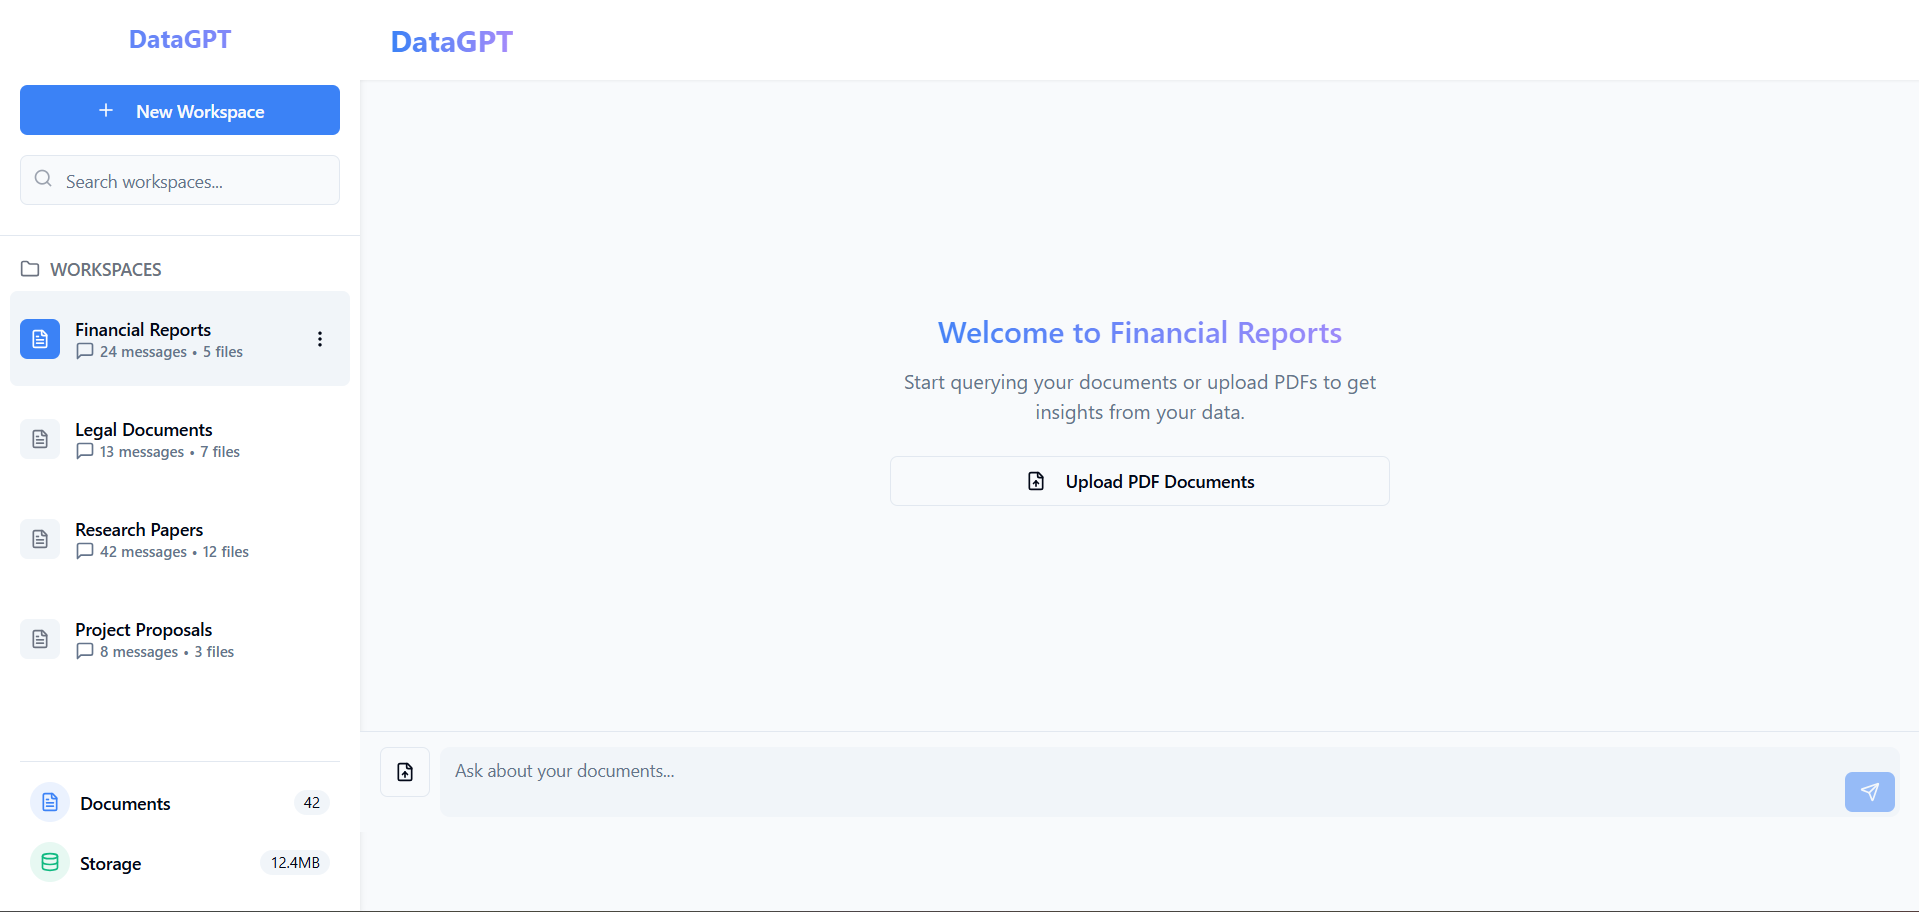 DataGPT
New Workspace
Search workspaces...
WORKSPACES
Financial Reports
24 messages • 5 files
Legal Documents
13 messages • 7 files
Research Papers
42 messages • 12 files
Project Proposals
8 messages • 3 files
Documents 42
Storage 12.4MB
DataGPT
Welcome to Financial Reports
Start querying your documents or upload PDFs to get
insights from your data.
Upload PDF Documents
Ask about your documents...